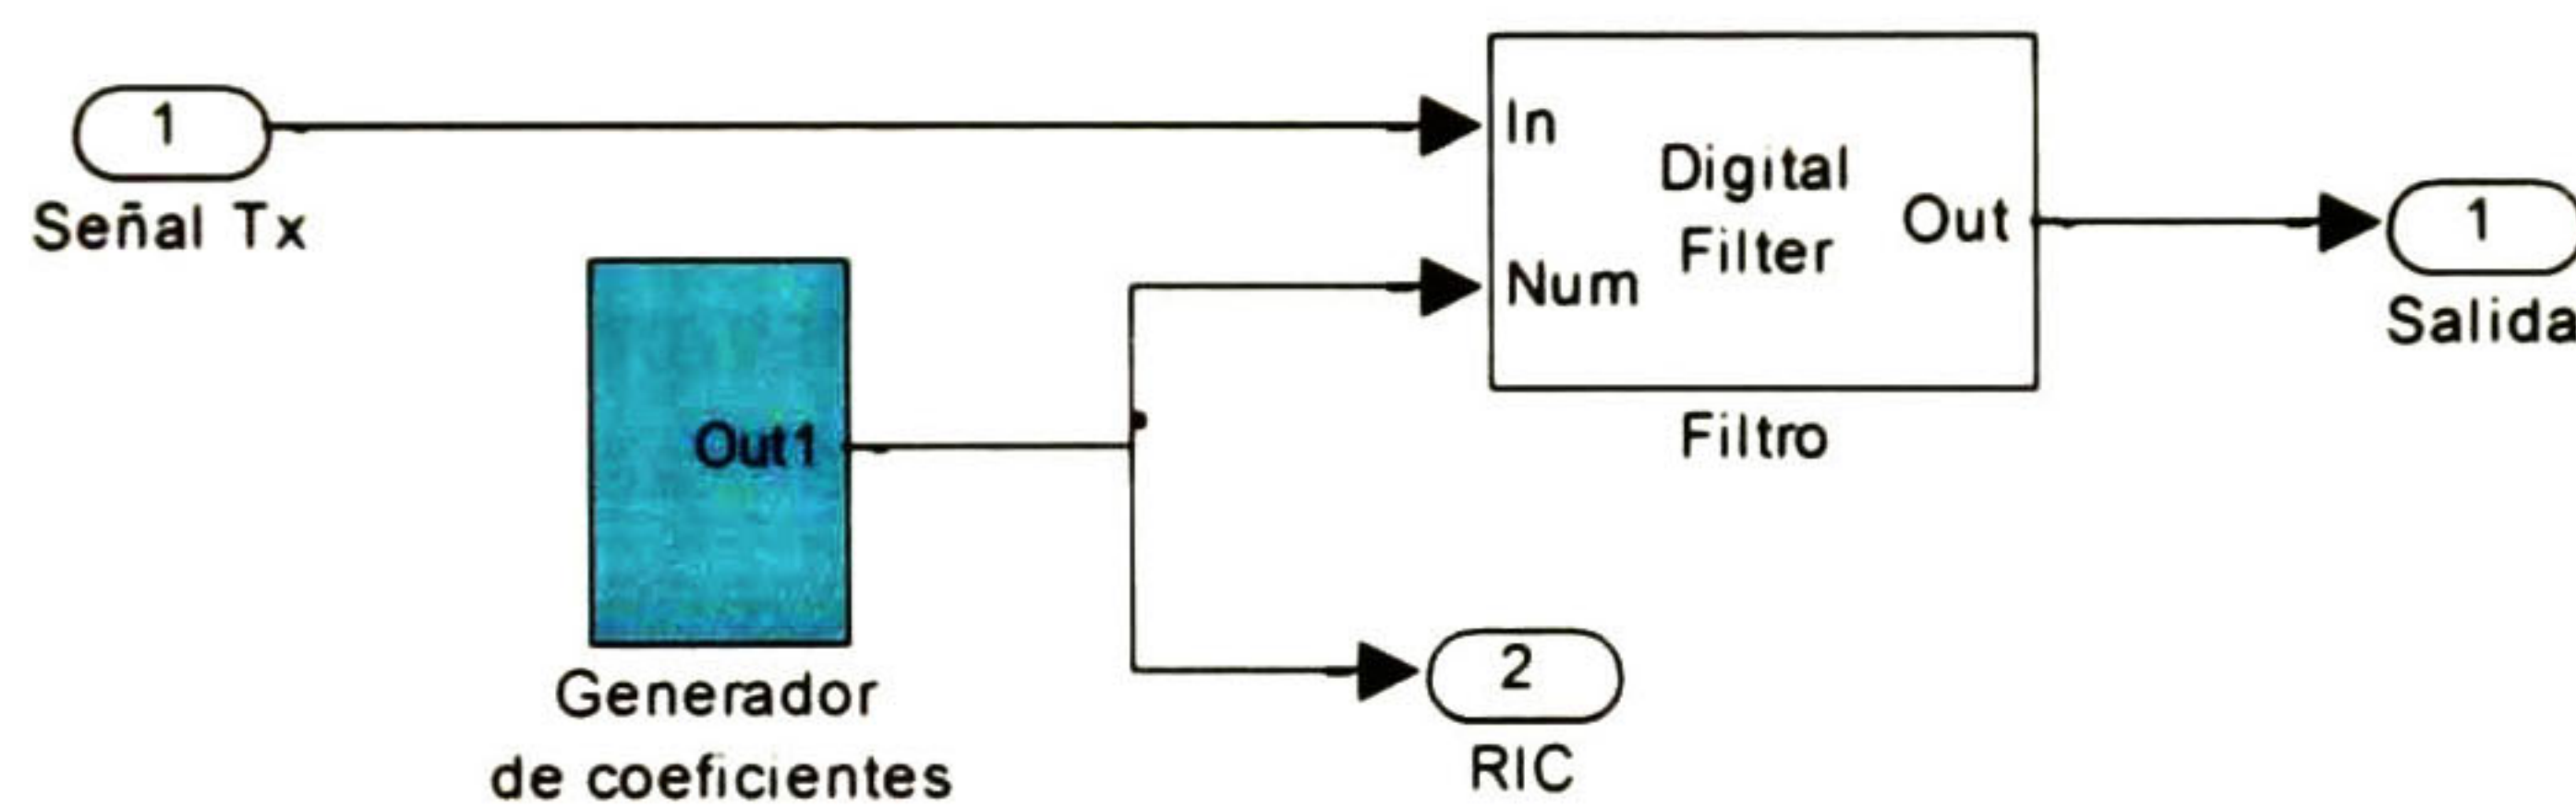 1
Señal Tx
In
Num
Digital
Filter
Out
Filtro
1
Salida
Out1
Generador
de coeficientes
2
RIC